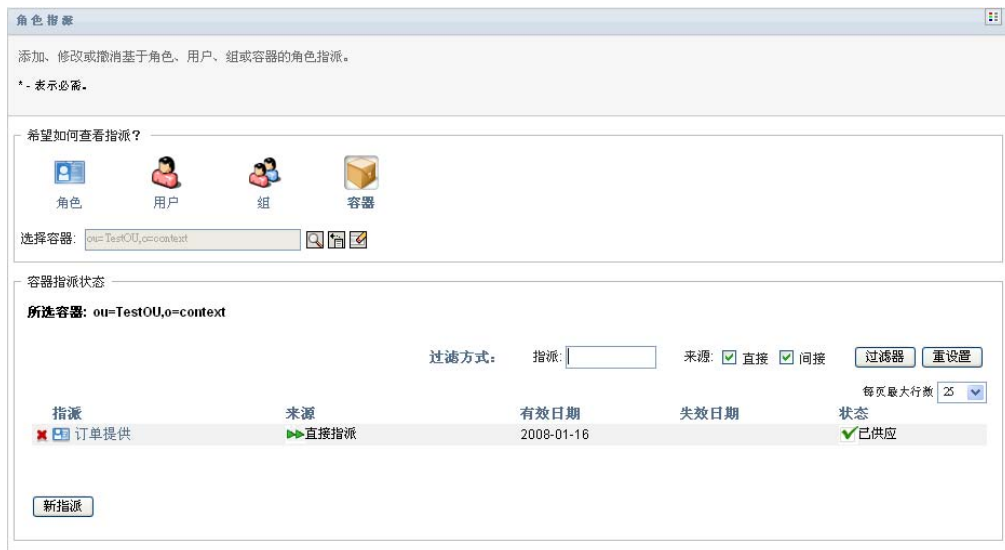 角色指派
添加、修改或撤消基于角色、用户、组或容器的角色指派。
* - 表示必需。
希望如何查看指派？
角色 用户 组 容器
选择容器: ou=TestOU,o=context
容器指派状态
所选容器: ou=TestOU,o=context
过滤方式： 指派: 来源: 直接 间接 过滤器 重设置
每页最大行数 25
指派 来源 有效日期 失效日期 状态
订单提供 直接指派 2008-01-16 已供应
新指派